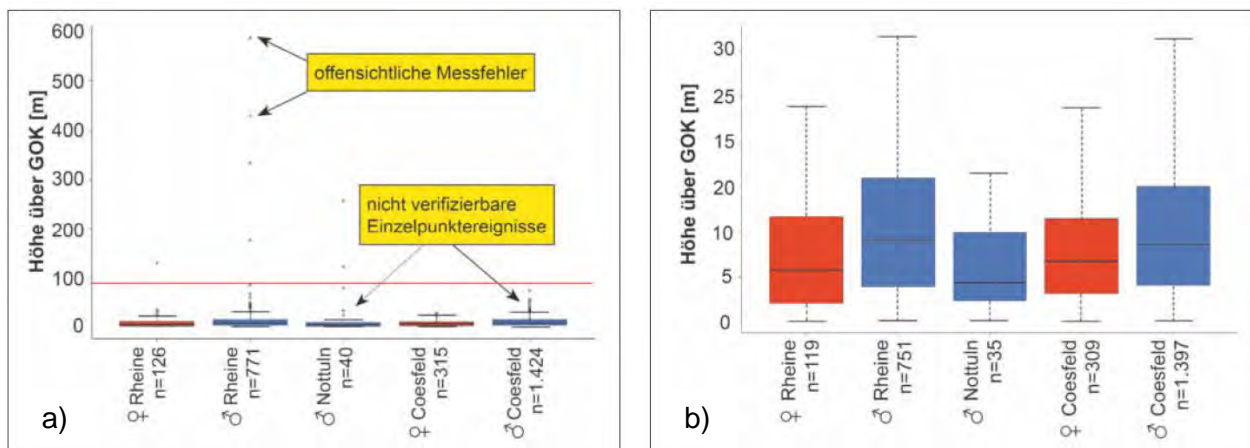 Höhe über GOK [m]
600
500
400
300
200
100
0
offensichtliche Messfehler
nicht verifizierbare
Einzelpunktereignisse
♀ Rheine
n=126
♂ Rheine
n=771
♂ Nottuln
n=40
♀ Coesfeld
n=315
♂ Coesfeld
n=1.424
a)
Höhe über GOK [m]
30
25
15
20
10
5
0
♀ Rheine
n=119
♂ Rheine
n=751
♂ Nottuln
n=35
♀ Coesfeld
n=309
♂ Coesfeld
n=1.397
b)